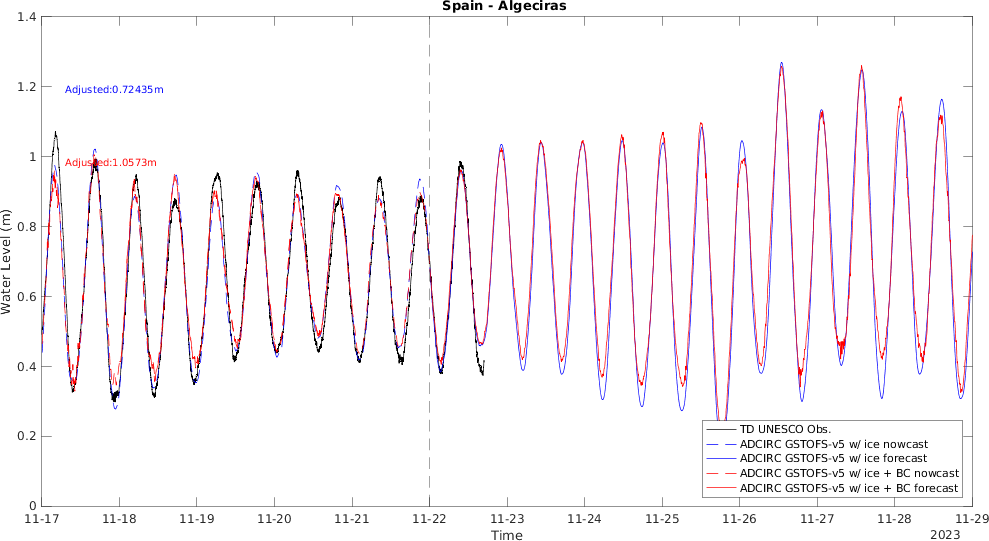 Spain - Algeciras
1.4
1.2
1
0.8
0.6
0.4
0.2
0
Water Level (m)
Adjusted:0.72435m
Adjusted:1.0573m
TD UNESCO Obs.
ADCIRC GSTOFS-v5 w/ ice nowcast
ADCIRC GSTOFS-v5 w/ ice forecast
ADCIRC GSTOFS-v5 w/ ice + BC nowcast
ADCIRC GSTOFS-v5 w/ ice + BC forecast
11-17 11-18 11-19 11-20 11-21 11-22 11-23 11-24 11-25 11-26 11-27 11-28 11-29
Time
2023